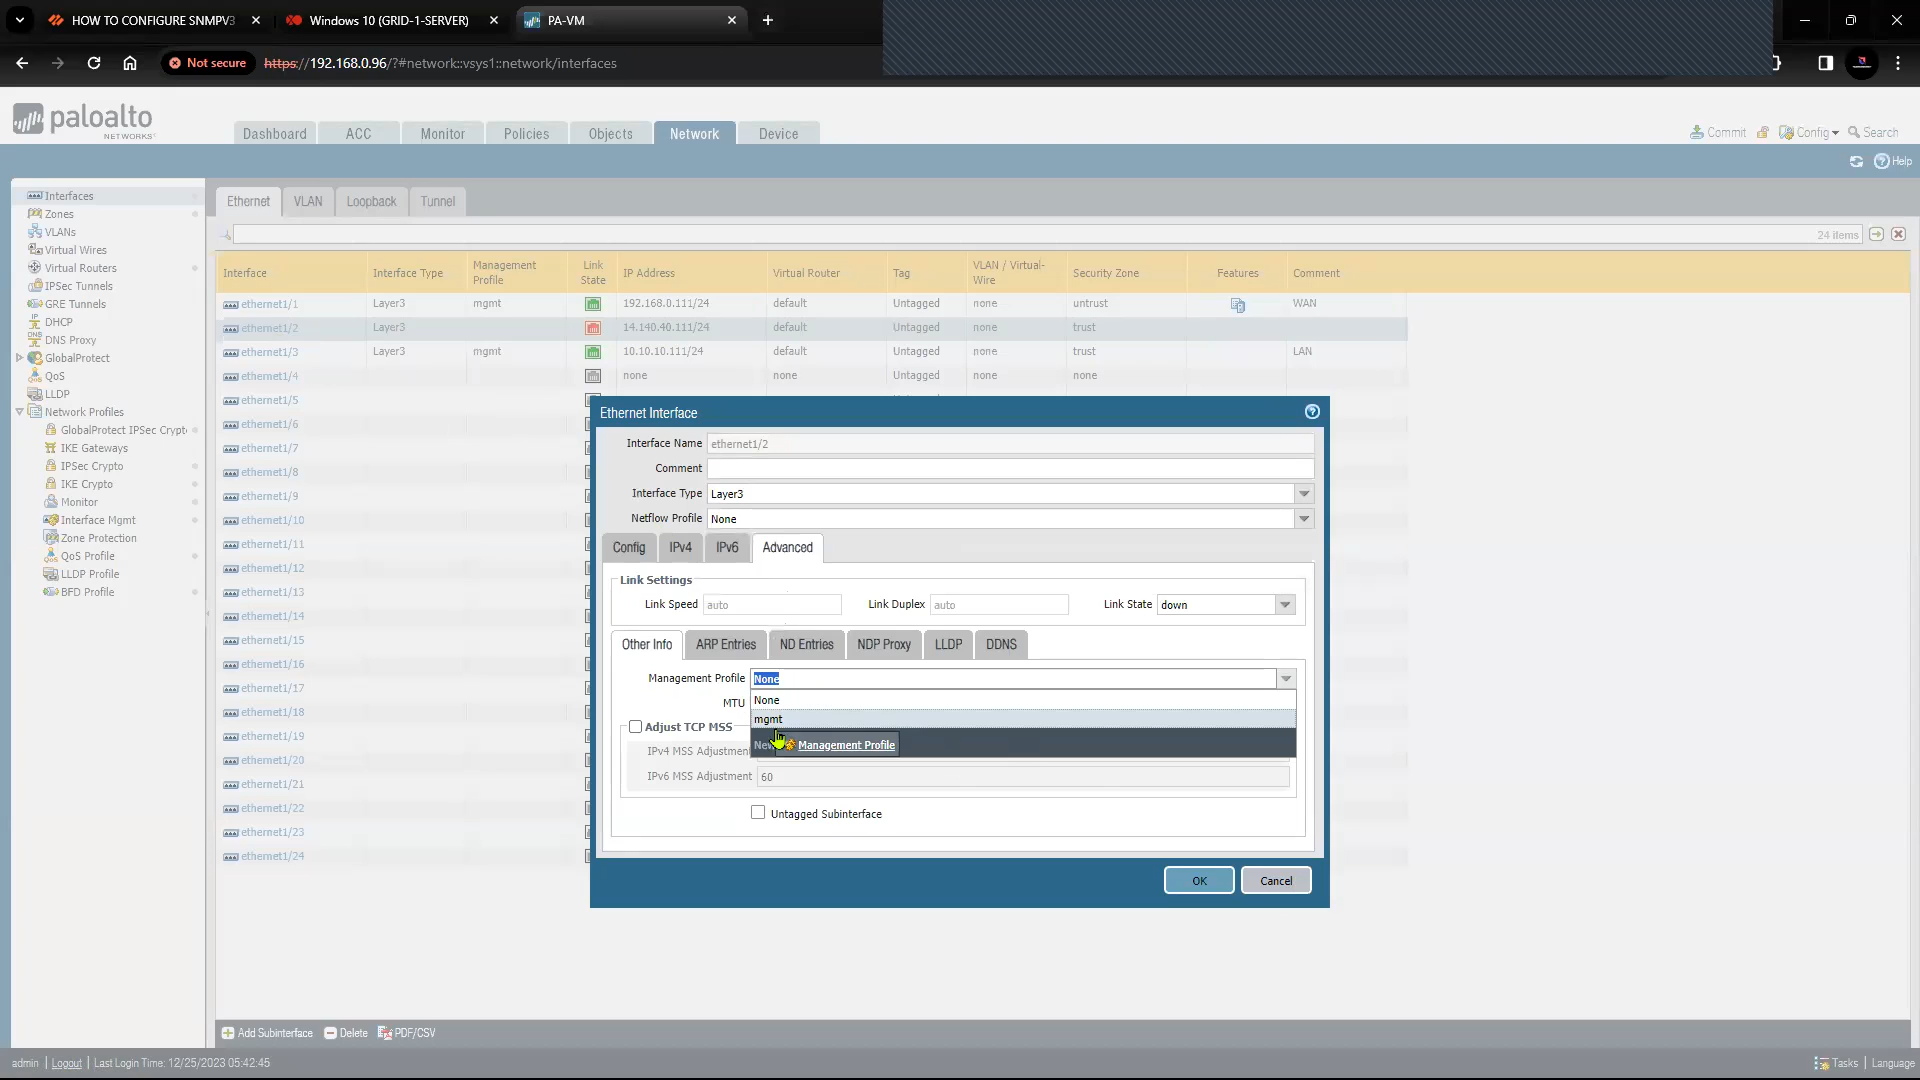 HOW TO CONFIGURE SNMPV3
Windows 10 (GRID-1-SERVER)
PA-VM
Not secure
https://192.168.0.96/?#network::vsys1::network/interfaces
paloalto
NETWORKS
Dashboard
ACC
Monitor
Policies
Objects
Network
Device
Commit
Config
Search
Help
Interfaces
Zones
VLANs
Virtual Wires
Virtual Routers
IPSec Tunnels
GRE Tunnels
DHCP
DNS Proxy
GlobalProtect
QoS
LLDP
Network Profiles
GlobalProtect IPSec Crypt
IKE Gateways
IPSec Crypto
IKE Crypto
Monitor
Interface Mgmt
Zone Protection
QoS Profile
LLDP Profile
BFD Profile
Ethernet VLAN Loopback Tunnel
24 items
Interface Interface Type Management Profile Link State IP Address Virtual Router Tag VLAN / Virtual-Wire Security Zone Features Comment
ethernet1/1 Layer3 mgmt 192.168.0.111/24 default Untagged none untrust WAN
ethernet1/2 Layer3 14.140.40.111/24 default Untagged none trust
ethernet1/3 Layer3 mgmt 10.10.10.111/24 default Untagged none trust LAN
ethernet1/4 none none Untagged none none
ethernet1/5
ethernet1/6
ethernet1/7
ethernet1/8
ethernet1/9
ethernet1/10
ethernet1/11
ethernet1/12
ethernet1/13
ethernet1/14
ethernet1/15
ethernet1/16
ethernet1/17
ethernet1/18
ethernet1/19
ethernet1/20
ethernet1/21
ethernet1/22
ethernet1/23
ethernet1/24
Ethernet Interface
Interface Name ethernet1/2
Comment
Interface Type Layer3
Netflow Profile None
Config IPv4 IPv6 Advanced
Link Settings
Link Speed auto Link Duplex auto Link State down
Other Info ARP Entries ND Entries NDP Proxy LLDP DDNS
Management Profile None
MTU
None
mgmt
New Management Profile
Adjust TCP MSS
IPv4 MSS Adjustment
IPv6 MSS Adjustment 60
Untagged Subinterface
OK Cancel
Add Subinterface Delete PDF/CSV
admin | Logout | Last Login Time: 12/25/2023 05:42:45
Tasks | Language